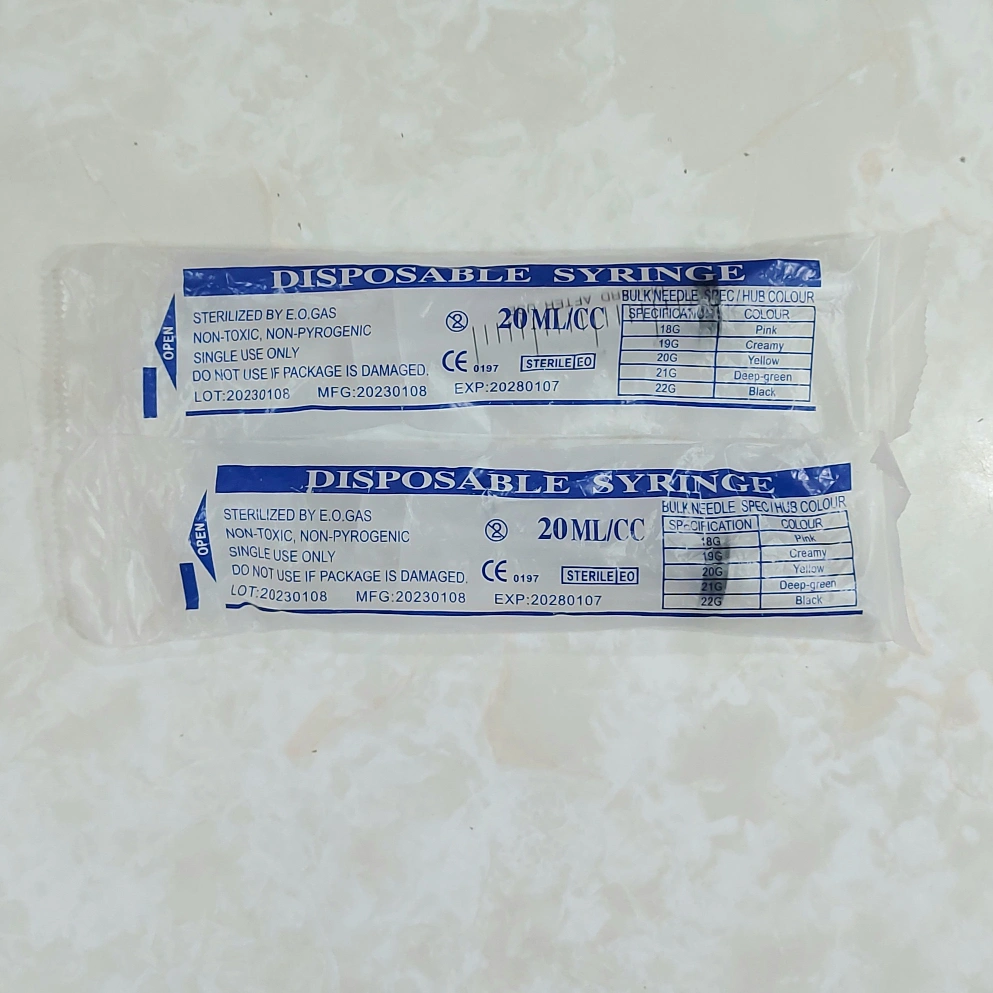 DISPOSABLE SYRINGE
OPEN
STERILIZED BY E.O.GAS
NON-TOXIC, NON-PYROGENIC
SINGLE USE ONLY
DO NOT USE IF PACKAGE IS DAMAGED.
LOT:20230108 MFG:20230108 EXP:20280107
20ML/CC
CE 0197 STERILE EO
BULK NEEDLE SPEC/HUB COLOUR
COLOUR
18G Pink
19G Creamy
20G Yellow
21G Deep-green
22G Black
AFTER
DISPOSABLE SYRINGE
OPEN
STERILIZED BY E.O.GAS
NON-TOXIC, NON-PYROGENIC
SINGLE USE ONLY
DO NOT USE IF PACKAGE IS DAMAGED.
LOT:20230108 MFG:20230108 EXP:20280107
2
20ML/CC
CE 0197 STERILE EO
BULK NEEDLE SPEC/HUB COLOUR
SPECIFICATION COLOUR
18G Pink
19G Creamy
20G Yellow
21G Deep-green
22G Black